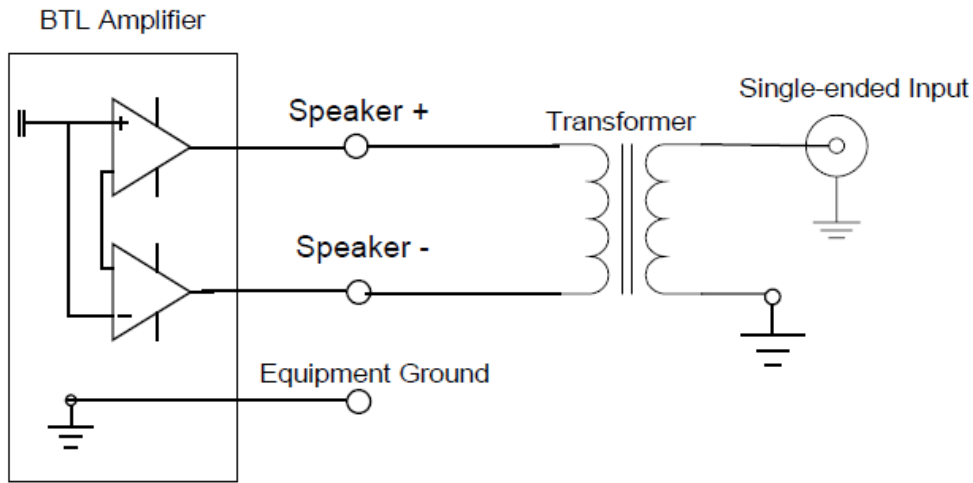 BTL Amplifier
Speaker +
Transformer
Single-ended Input
+
Speaker -
-
Equipment Ground